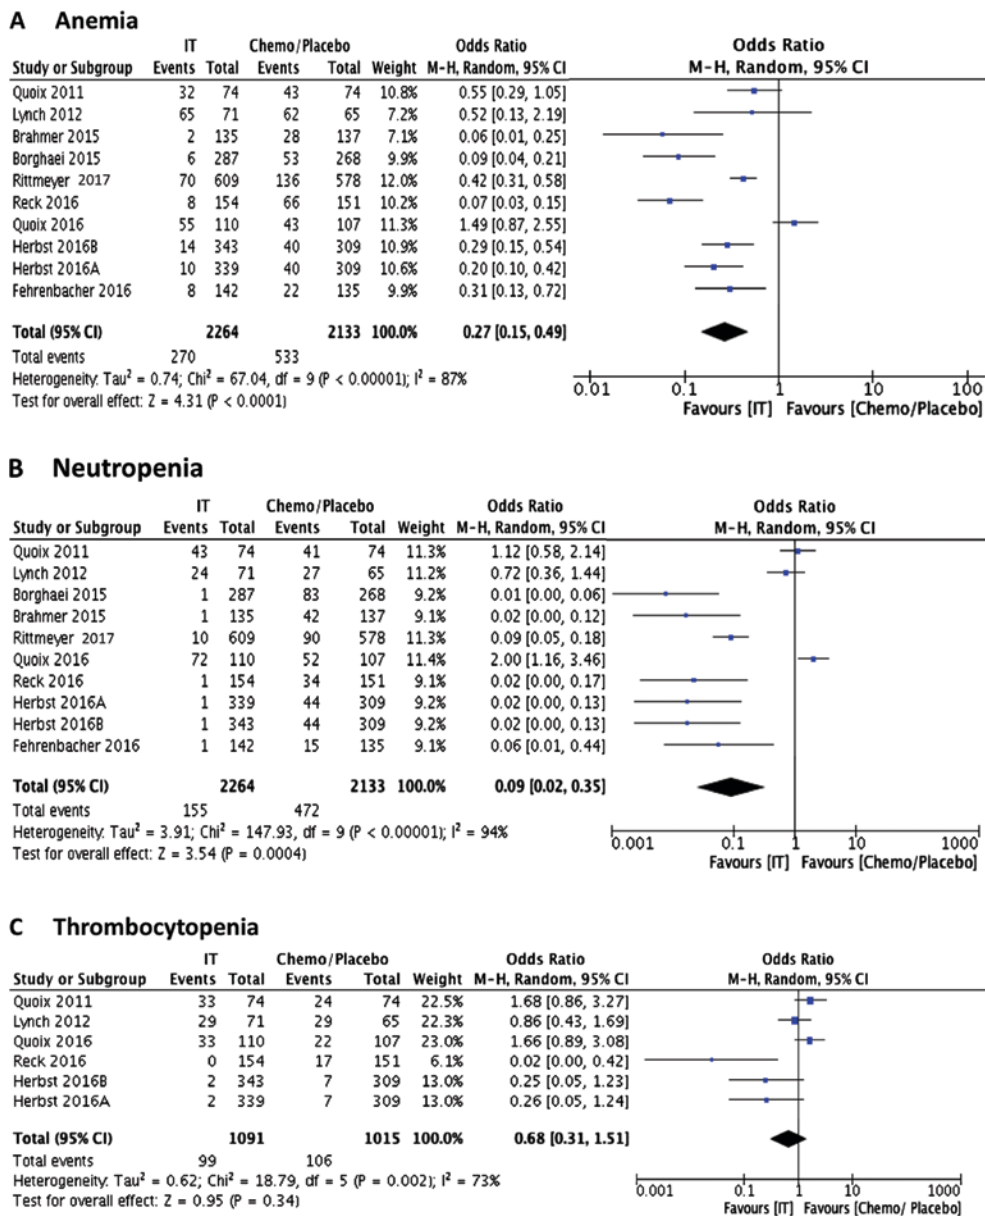 A Anemia
IT Chemo/Placebo Odds Ratio Odds Ratio
Study or Subgroup Events Total Events Total Weight M-H, Random, 95% CI M-H, Random, 95% CI
Quoix 2011 32 74 43 74 10.8% 0.55 [0.29, 1.05]
Lynch 2012 65 71 62 65 7.2% 0.52 [0.13, 2.19]
Brahmer 2015 2 135 28 137 7.1% 0.06 [0.01, 0.25]
Borghaei 2015 6 287 53 268 9.9% 0.09 [0.04, 0.21]
Rittmeyer 2017 70 609 136 578 12.0% 0.42 [0.31, 0.58]
Reck 2016 8 154 66 151 10.2% 0.07 [0.03, 0.15]
Quoix 2016 55 110 43 107 11.3% 1.49 [0.87, 2.55]
Herbst 2016B 14 343 40 309 10.9% 0.29 [0.15, 0.54]
Herbst 2016A 10 339 40 309 10.6% 0.20 [0.10, 0.42]
Fehrenbacher 2016 8 142 22 135 9.9% 0.31 [0.13, 0.72]
Total (95% CI) 2264 2133 100.0% 0.27 [0.15, 0.49]
Total events 270 533
Heterogeneity: Tau² = 0.74; Chi² = 67.04, df = 9 (P < 0.00001); I² = 87%
Test for overall effect: Z = 4.31 (P < 0.0001)
0.01 0.1 1 10 100
Favours [IT] Favours [Chemo/Placebo]
B Neutropenia
IT Chemo/Placebo Odds Ratio Odds Ratio
Study or Subgroup Events Total Events Total Weight M-H, Random, 95% CI M-H, Random, 95% CI
Quoix 2011 43 74 41 74 11.3% 1.12 [0.58, 2.14]
Lynch 2012 24 71 27 65 11.2% 0.72 [0.36, 1.44]
Borghaei 2015 1 287 83 268 9.2% 0.01 [0.00, 0.06]
Brahmer 2015 1 135 42 137 9.1% 0.02 [0.00, 0.12]
Rittmeyer 2017 10 609 90 578 11.3% 0.09 [0.05, 0.18]
Quoix 2016 72 110 52 107 11.4% 2.00 [1.16, 3.46]
Reck 2016 1 154 34 151 9.1% 0.02 [0.00, 0.17]
Herbst 2016A 1 339 44 309 9.2% 0.02 [0.00, 0.13]
Herbst 2016B 1 343 44 309 9.2% 0.02 [0.00, 0.13]
Fehrenbacher 2016 1 142 15 135 9.1% 0.06 [0.01, 0.44]
Total (95% CI) 2264 2133 100.0% 0.09 [0.02, 0.35]
Total events 155 472
Heterogeneity: Tau² = 3.91; Chi² = 147.93, df = 9 (P < 0.00001); I² = 94%
Test for overall effect: Z = 3.54 (P = 0.0004)
0.001 0.1 1 10 1000
Favours [IT] Favours [Chemo/Placebo]
C Thrombocytopenia
IT Chemo/Placebo Odds Ratio Odds Ratio
Study or Subgroup Events Total Events Total Weight M-H, Random, 95% CI M-H, Random, 95% CI
Quoix 2011 33 74 24 74 22.5% 1.68 [0.86, 3.27]
Lynch 2012 29 71 29 65 22.3% 0.86 [0.43, 1.69]
Quoix 2016 33 110 22 107 23.0% 1.66 [0.89, 3.08]
Reck 2016 0 154 17 151 6.1% 0.02 [0.00, 0.42]
Herbst 2016B 2 343 7 309 13.0% 0.25 [0.05, 1.23]
Herbst 2016A 2 339 7 309 13.0% 0.26 [0.05, 1.24]
Total (95% CI) 1091 1015 100.0% 0.68 [0.31, 1.51]
Total events 99 106
Heterogeneity: Tau² = 0.62; Chi² = 18.79, df = 5 (P = 0.002); I² = 73%
Test for overall effect: Z = 0.95 (P = 0.34)
0.001 0.1 1 10 1000
Favours [IT] Favours [Chemo/ Placebo]